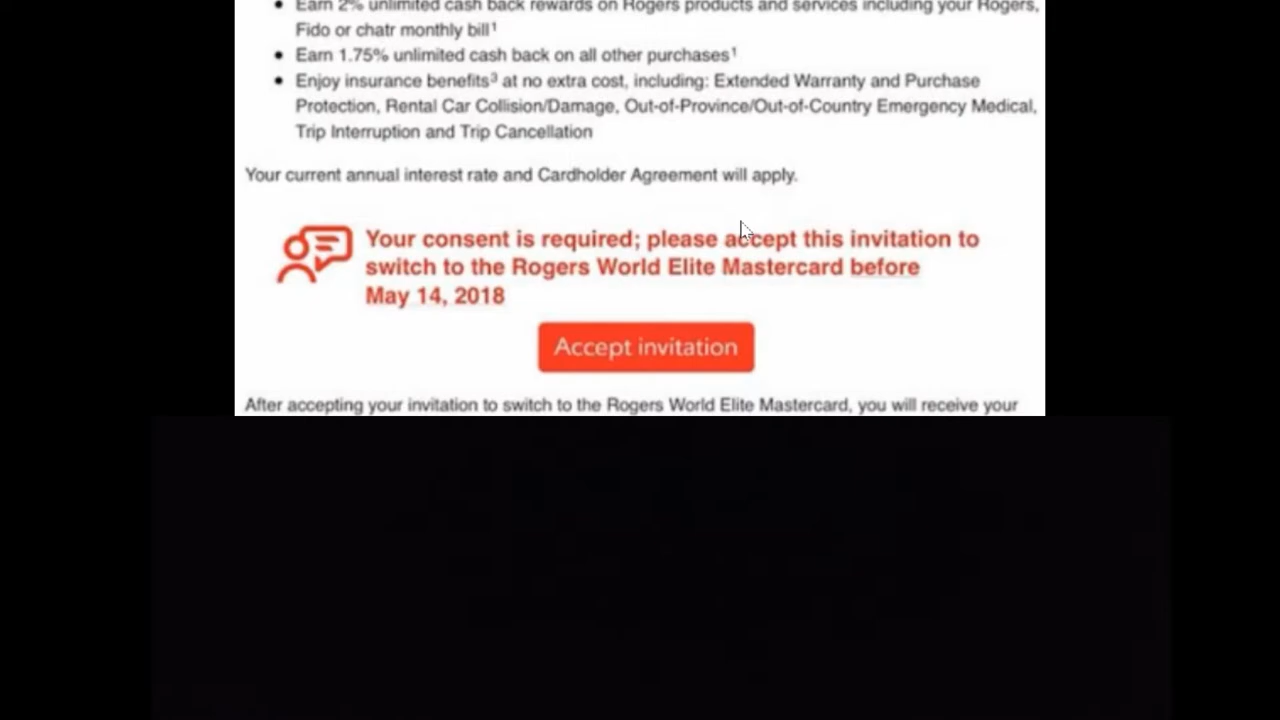 • Earn 2% unlimited cash back rewards on Rogers products and services including your Rogers,
Fido or chatr monthly bill¹
• Earn 1.75% unlimited cash back on all other purchases¹
• Enjoy insurance benefits³ at no extra cost, including: Extended Warranty and Purchase
Protection, Rental Car Collision/Damage, Out-of-Province/Out-of-Country Emergency Medical,
Trip Interruption and Trip Cancellation
Your current annual interest rate and Cardholder Agreement will apply.
Your consent is required; please accept this invitation to
switch to the Rogers World Elite Mastercard before
May 14, 2018
Accept invitation
After accepting your invitation to switch to the Rogers World Elite Mastercard, you will receive your